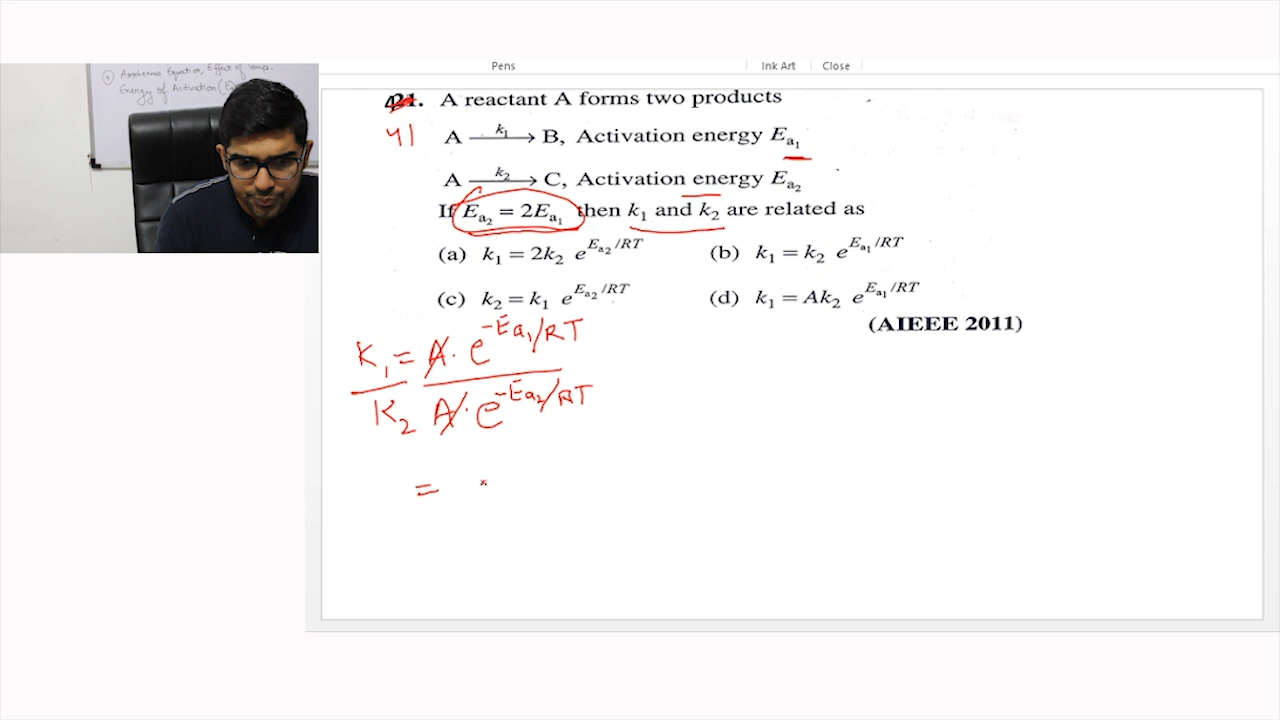 4) Arrhenius Equation, Effect of Temp.
Energy of Activation (E
Pens Ink Art Close
421. A reactant A forms two products
41
A k₁→ B, Activation energy Eₐ₁
A k₂→ C, Activation energy Eₐ₂
If Eₐ₂ = 2Eₐ₁ then k₁ and k₂ are related as
(a) k₁ = 2k₂ e^(Eₐ₂/RT) (b) k₁ = k₂ e^(Eₐ₁/RT)
(c) k₂ = k₁ e^(Eₐ₂/RT) (d) k₁ = Ak₂ e^(Eₐ₁/RT)
(AIEEE 2011)
K₁ = A · e^(-Ea₁/RT)
K₂ A · e^(-Ea₂/RT)
=